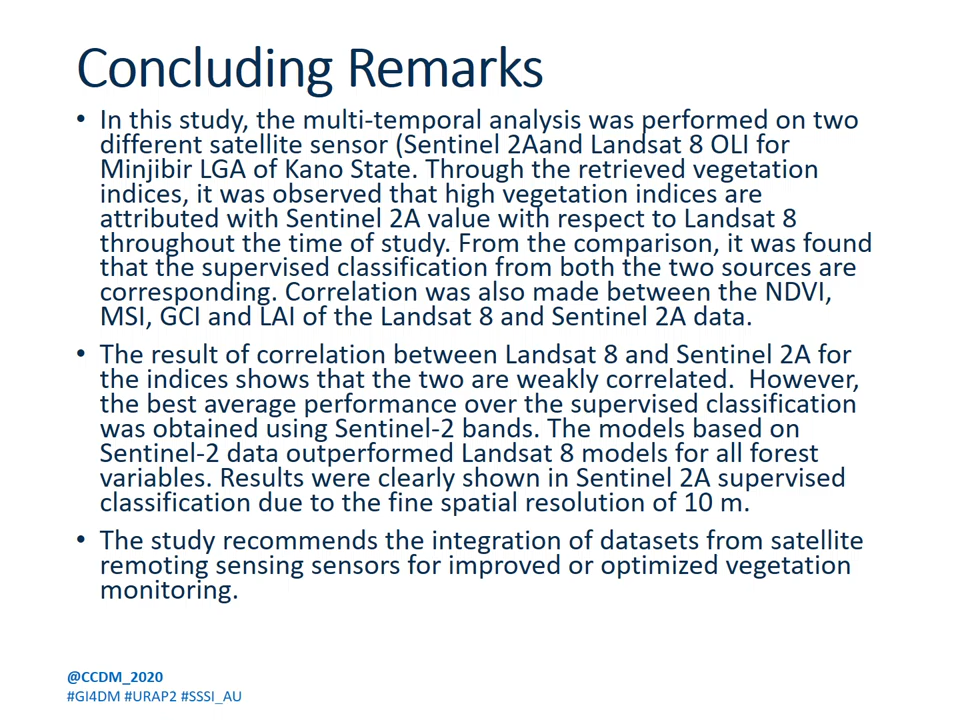 Concluding Remarks
• In this study, the multi-temporal analysis was performed on two
different satellite sensor (Sentinel 2Aand Landsat 8 OLI for
Minjibir LGA of Kano State. Through the retrieved vegetation
indices, it was observed that high vegetation indices are
attributed with Sentinel 2A value with respect to Landsat 8
throughout the time of study. From the comparison, it was found
that the supervised classification from both the two sources are
corresponding. Correlation was also made between the NDVI,
MSI, GCI and LAI of the Landsat 8 and Sentinel 2A data.
• The result of correlation between Landsat 8 and Sentinel 2A for
the indices shows that the two are weakly correlated.  However,
the best average performance over the supervised classification
was obtained using Sentinel-2 bands. The models based on
Sentinel-2 data outperformed Landsat 8 models for all forest
variables. Results were clearly shown in Sentinel 2A supervised
classification due to the fine spatial resolution of 10 m.
• The study recommends the integration of datasets from satellite
remoting sensing sensors for improved or optimized vegetation
monitoring.
@CCDM_2020
#GI4DM #URAP2 #SSSI_AU